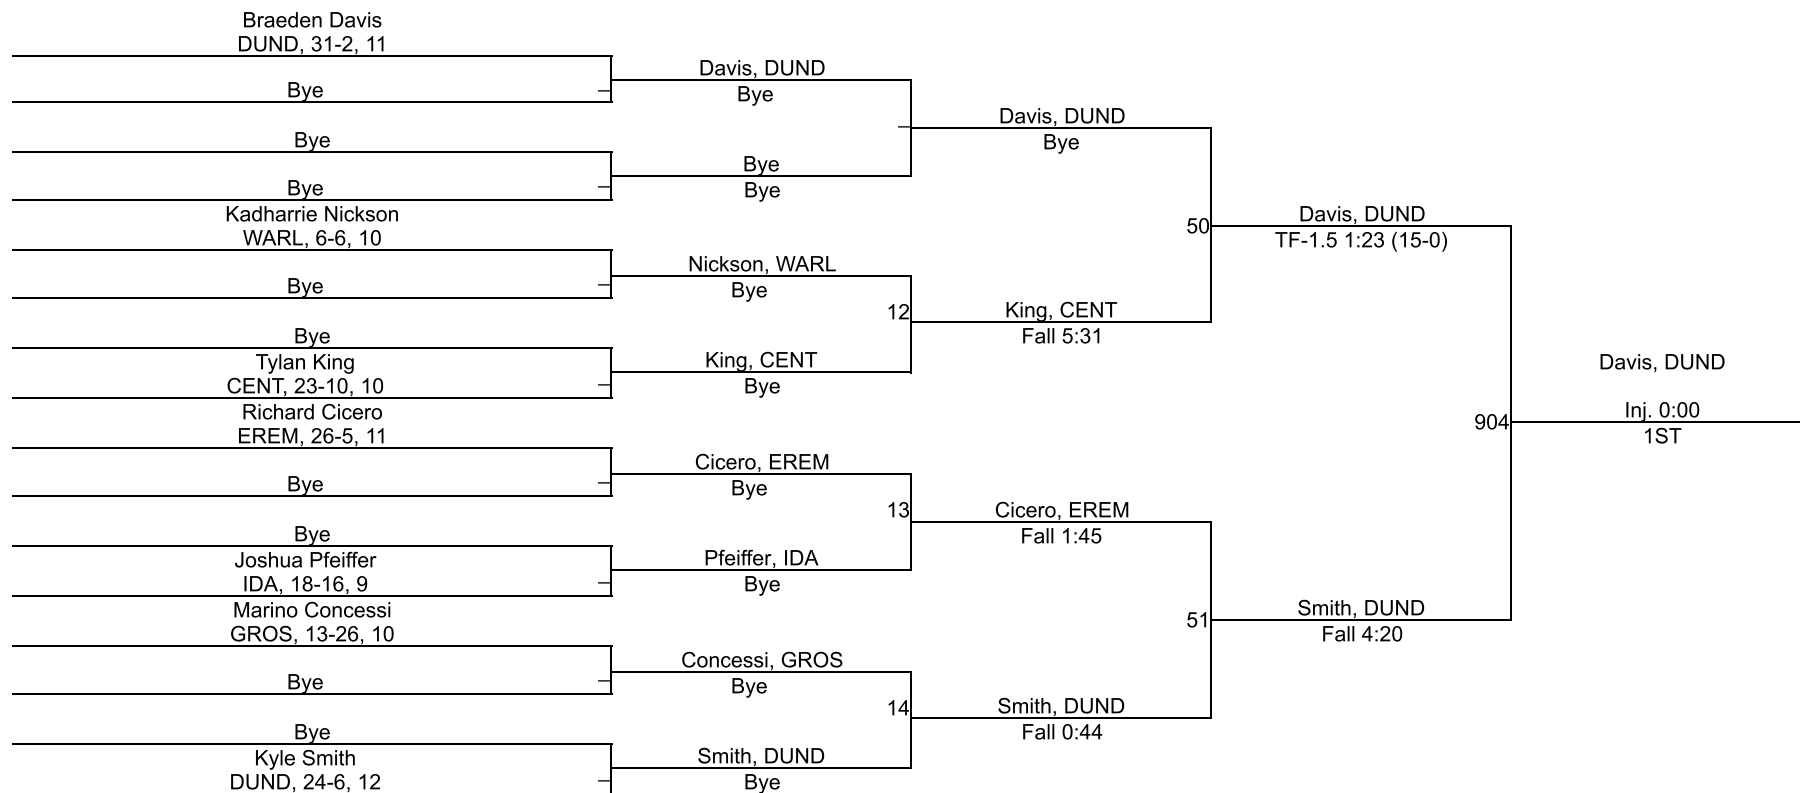 Braeden Davis
DUND, 31-2, 11
Bye
Davis, DUND
Bye
Bye
Bye
Bye
Bye
Davis, DUND
Bye
Kadharrie Nickson
WARL, 6-6, 10
Bye
Nickson, WARL
Bye
Bye
Tylan King
CENT, 23-10, 10
King, CENT
Bye
12
King, CENT
Fall 5:31
50
Davis, DUND
TF-1.5 1:23 (15-0)
Richard Cicero
EREM, 26-5, 11
Bye
Cicero, EREM
Bye
Bye
Joshua Pfeiffer
IDA, 18-16, 9
Pfeiffer, IDA
Bye
13
Cicero, EREM
Fall 1:45
Marino Concessi
GROS, 13-26, 10
Bye
Concessi, GROS
Bye
Bye
Kyle Smith
DUND, 24-6, 12
Smith, DUND
Bye
14
Smith, DUND
Fall 0:44
51
Smith, DUND
Fall 4:20
904
Davis, DUND
Inj. 0:00
1ST